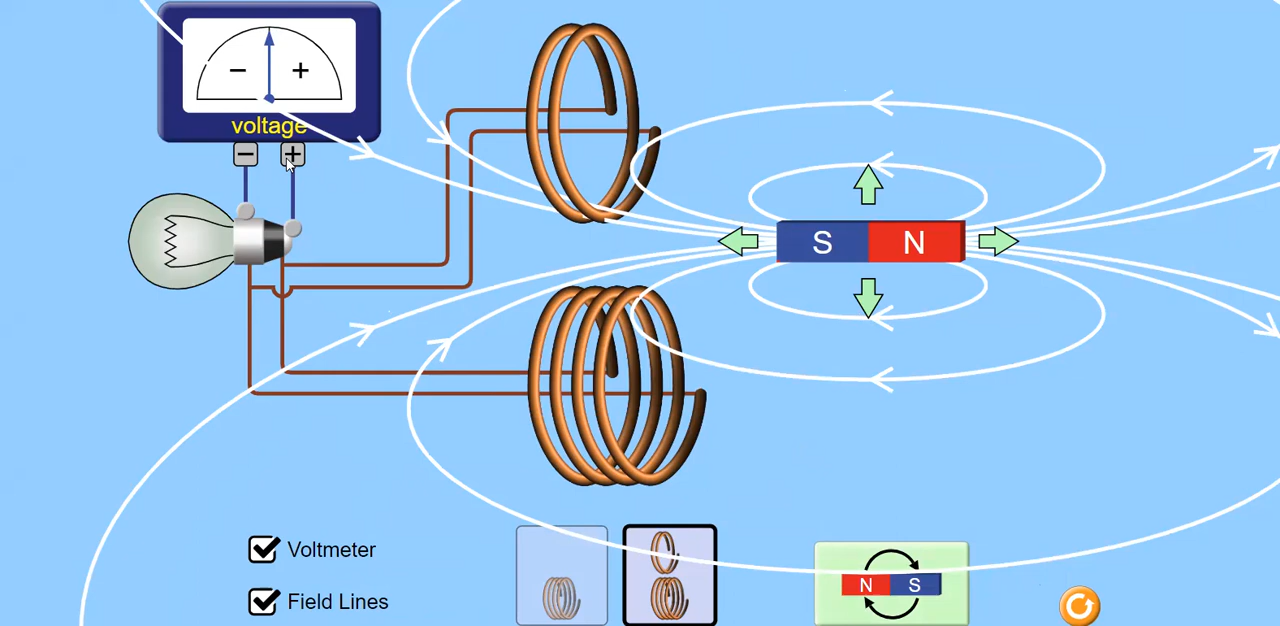 − +
voltage
− +
S N
Voltmeter
Field Lines
N S